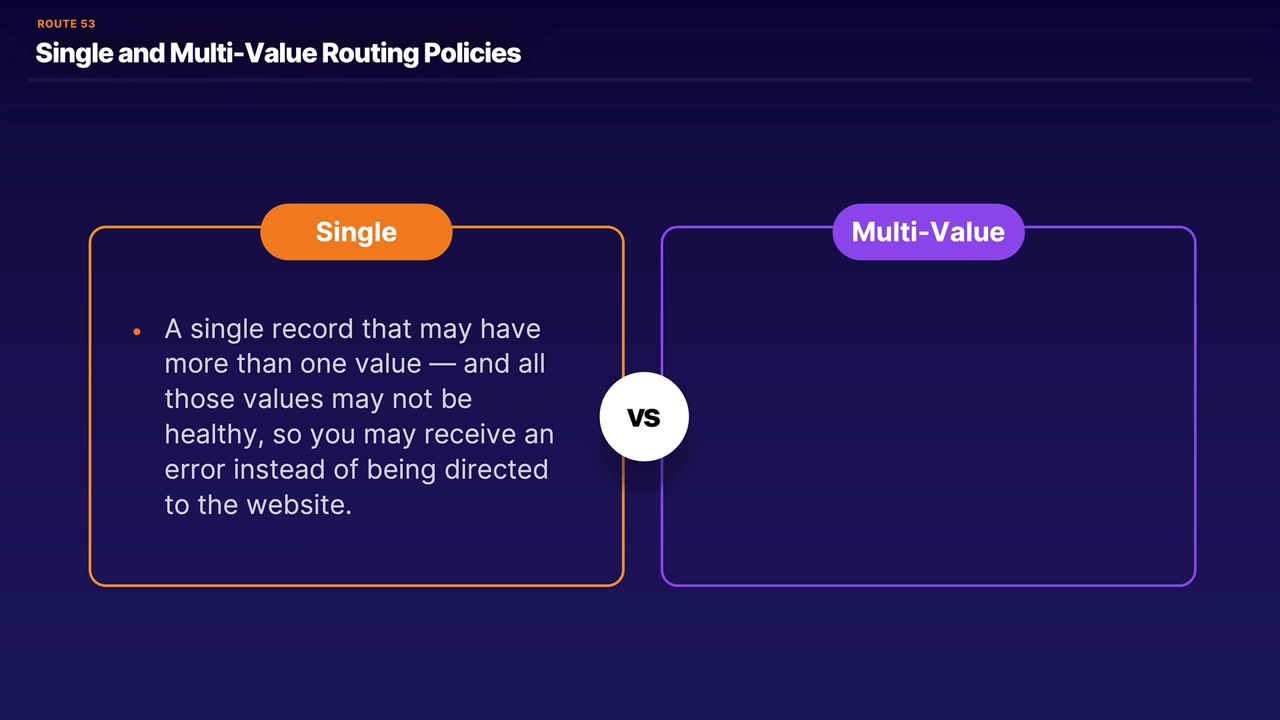 ROUTE 53
Single and Multi-Value Routing Policies
Single
• A single record that may have
more than one value — and all
those values may not be
healthy, so you may receive an
error instead of being directed
to the website.
vs
Multi-Value